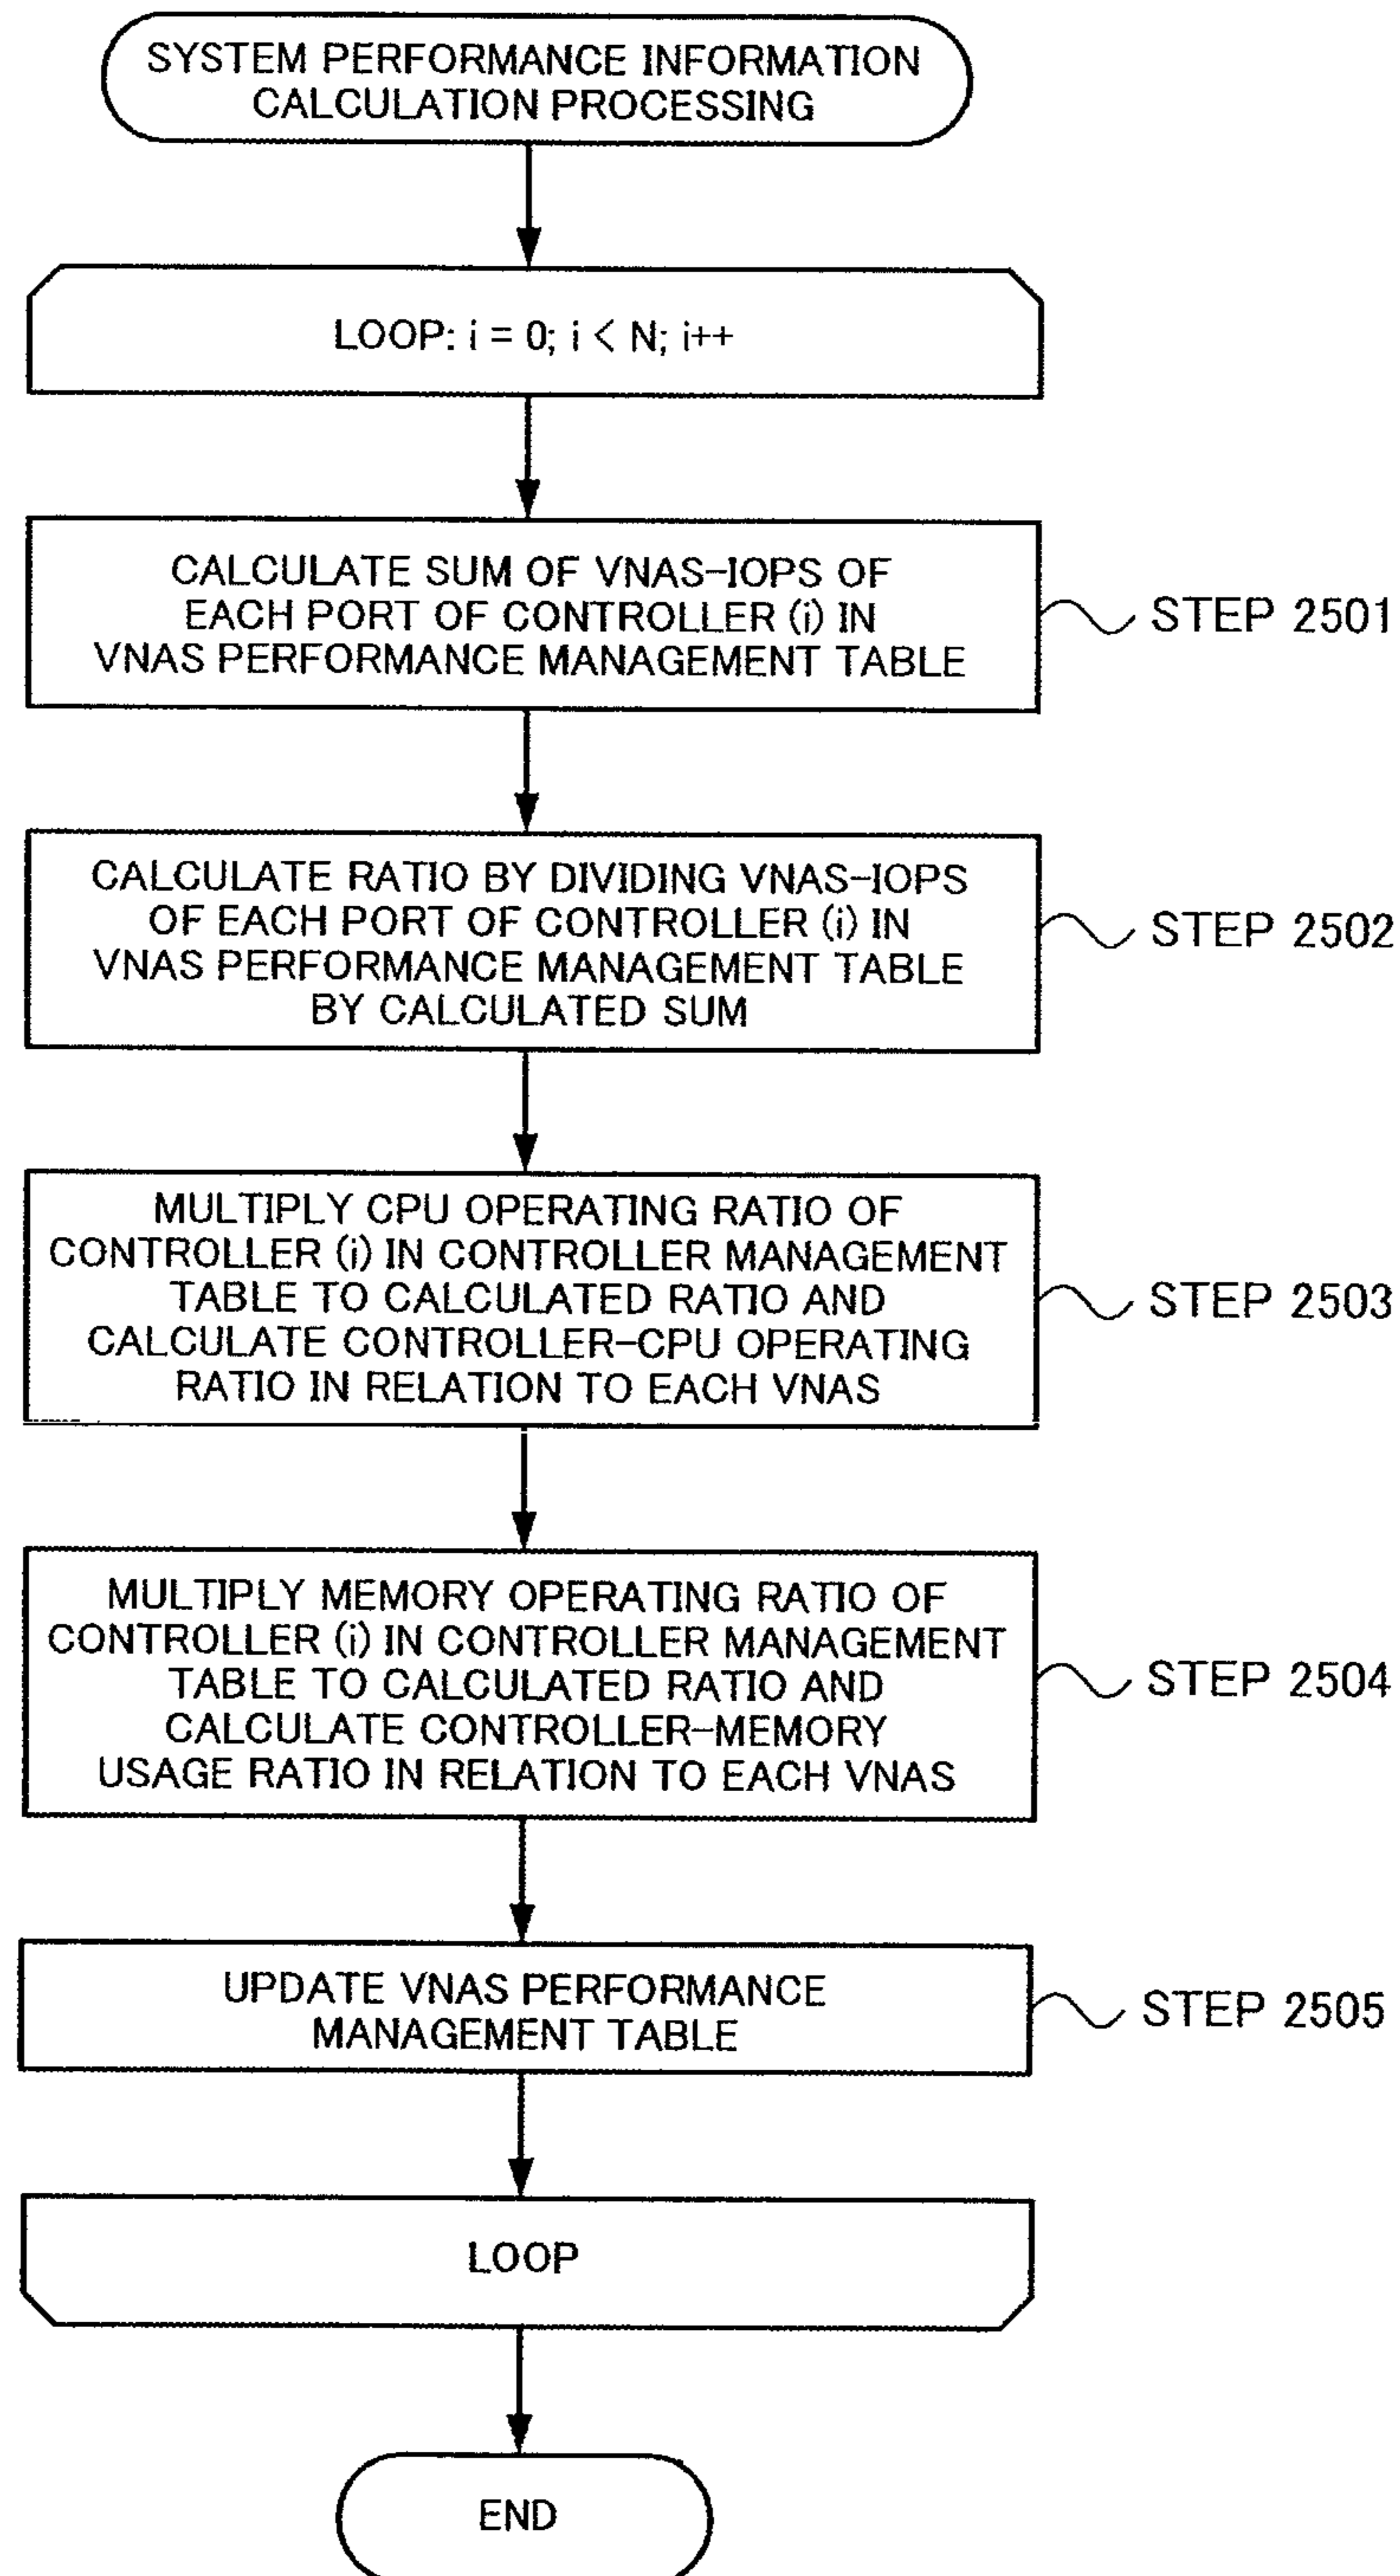 SYSTEM PERFORMANCE INFORMATION
CALCULATION PROCESSING
LOOP: i = 0; i < N; i++
CALCULATE SUM OF VNAS-IOPS OF
EACH PORT OF CONTROLLER (i) IN
VNAS PERFORMANCE MANAGEMENT TABLE
STEP 2501
CALCULATE RATIO BY DIVIDING VNAS-IOPS
OF EACH PORT OF CONTROLLER (i) IN
VNAS PERFORMANCE MANAGEMENT TABLE
BY CALCULATED SUM
STEP 2502
MULTIPLY CPU OPERATING RATIO OF
CONTROLLER (i) IN CONTROLLER MANAGEMENT
TABLE TO CALCULATED RATIO AND
CALCULATE CONTROLLER-CPU OPERATING
RATIO IN RELATION TO EACH VNAS
STEP 2503
MULTIPLY MEMORY OPERATING RATIO OF
CONTROLLER (i) IN CONTROLLER MANAGEMENT
TABLE TO CALCULATED RATIO AND
CALCULATE CONTROLLER-MEMORY
USAGE RATIO IN RELATION TO EACH VNAS
STEP 2504
UPDATE VNAS PERFORMANCE
MANAGEMENT TABLE
STEP 2505
LOOP
END